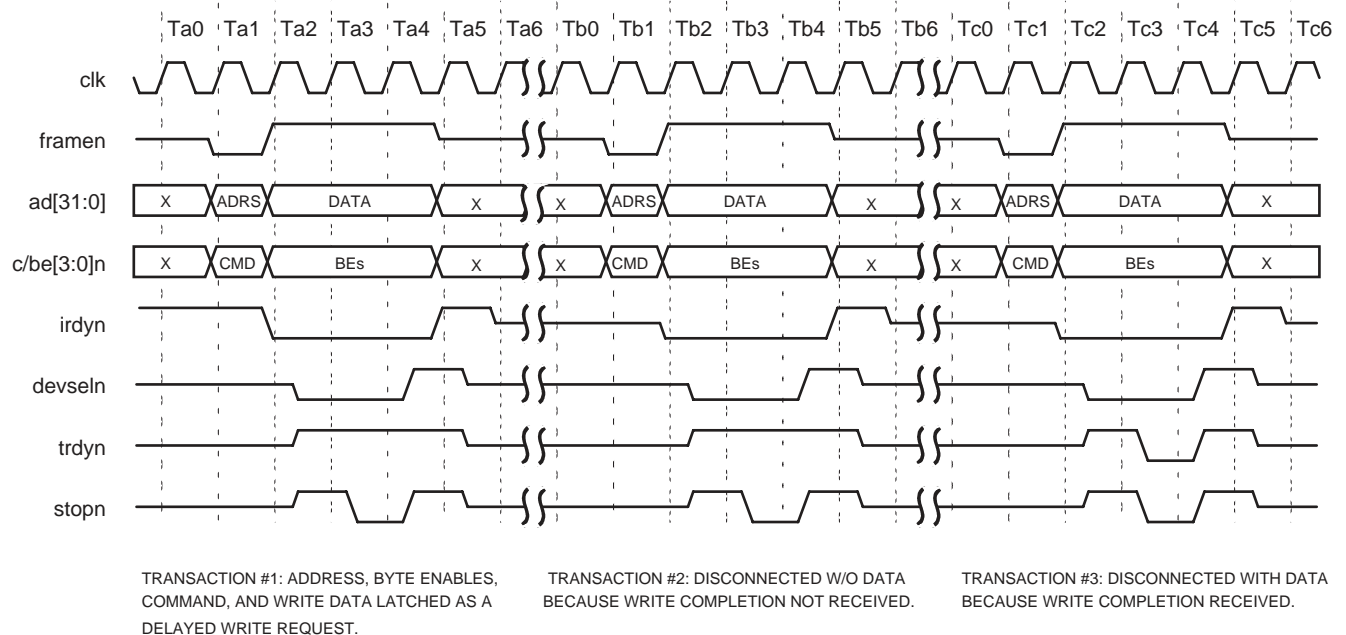 Ta0 Ta1 Ta2 Ta3 Ta4 Ta5 Ta6 Tb0 Tb1 Tb2 Tb3 Tb4 Tb5 Tb6 Tc0 Tc1 Tc2 Tc3 Tc4 Tc5 Tc6
clk
framen
ad[31:0] X ADRS DATA X X ADRS DATA X X ADRS DATA X
c/be[3:0]n X CMD BEs X X CMD BEs X X CMD BEs X
irdyn
devseln
trdyn
stopn
TRANSACTION #1: ADDRESS, BYTE ENABLES,
COMMAND, AND WRITE DATA LATCHED AS A
DELAYED WRITE REQUEST.
TRANSACTION #2: DISCONNECTED W/O DATA
BECAUSE WRITE COMPLETION NOT RECEIVED.
TRANSACTION #3: DISCONNECTED WITH DATA
BECAUSE WRITE COMPLETION RECEIVED.